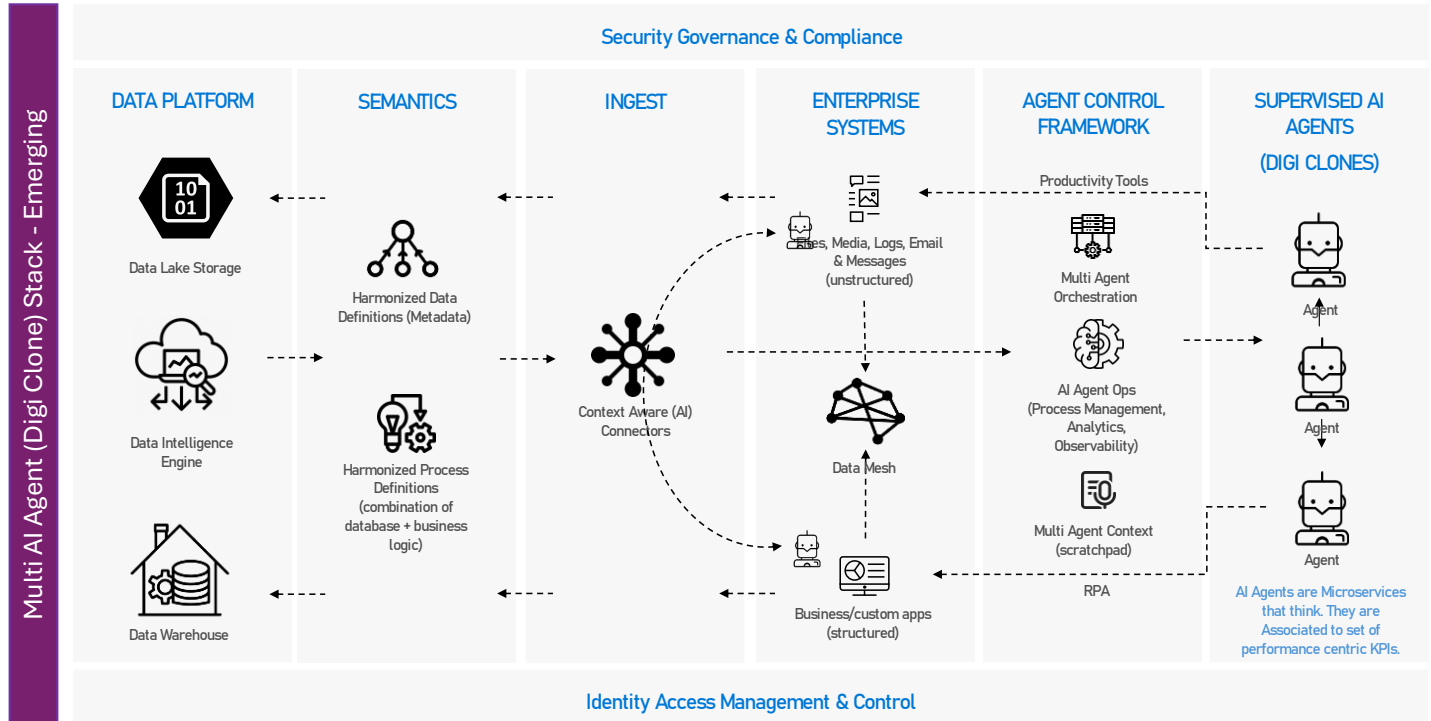 Multi AI Agent (Digi Clone) Stack - Emerging
Security Governance & Compliance
DATA PLATFORM
10
01
Data Lake Storage
Data Intelligence
Engine
Data Warehouse
SEMANTICS
Harmonized Data
Definitions (Metadata)
Harmonized Process
Definitions
(combination of
database + business
logic)
INGEST
Context Aware (AI)
Connectors
ENTERPRISE
SYSTEMS
Files, Media, Logs, Email
& Messages
(unstructured)
Data Mesh
Business/custom apps
(structured)
AGENT CONTROL
FRAMEWORK
Productivity Tools
Multi Agent
Orchestration
AI Agent Ops
(Process Management,
Analytics,
Observability)
Multi Agent Context
(scratchpad)
RPA
SUPERVISED AI
AGENTS
(DIGI CLONES)
Agent
Agent
Agent
AI Agents are Microservices
that think. They are
Associated to set of
performance centric KPIs.
Identity Access Management & Control